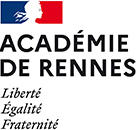 ACADÉMIE
DE RENNES
Liberté
Égalité
Fraternité